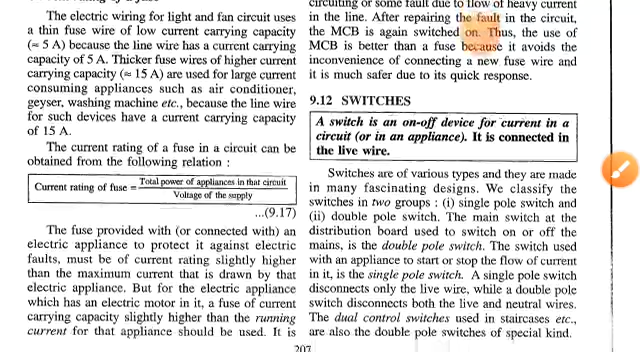 The electric wiring for light and fan circuit uses
a thin fuse wire of low current carrying capacity
(≈ 5 A) because the line wire has a current carrying
capacity of 5 A. Thicker fuse wires of higher current
carrying capacity (≈ 15 A) are used for large current
consuming appliances such as air conditioner,
geyser, washing machine etc., because the line wire
for such devices have a current carrying capacity
of 15 A.
The current rating of a fuse in a circuit can be
obtained from the following relation :
Current rating of fuse = Total power of appliances in that circuit
Voltage of the supply
...(9.17)
The fuse provided with (or connected with) an
electric appliance to protect it against electric
faults, must be of current rating slightly higher
than the maximum current that is drawn by that
electric appliance. But for the electric appliance
which has an electric motor in it, a fuse of current
carrying capacity slightly higher than the running
current for that appliance should be used. It is
circuiting or some fault due to flow of heavy current
in the line. After repairing the fault in the circuit,
the MCB is again switched on. Thus, the use of
MCB is better than a fuse because it avoids the
inconvenience of connecting a new fuse wire and
it is much safer due to its quick response.
9.12 SWITCHES
A switch is an on-off device for current in a
circuit (or in an appliance). It is connected in
the live wire.
Switches are of various types and they are made
in many fascinating designs. We classify the
switches in two groups : (i) single pole switch and
(ii) double pole switch. The main switch at the
distribution board used to switch on or off the
mains, is the double pole switch. The switch used
with an appliance to start or stop the flow of current
in it, is the single pole switch. A single pole switch
disconnects only the live wire, while a double pole
switch disconnects both the live and neutral wires.
The dual control switches used in staircases etc.,
are also the double pole switches of special kind.
207